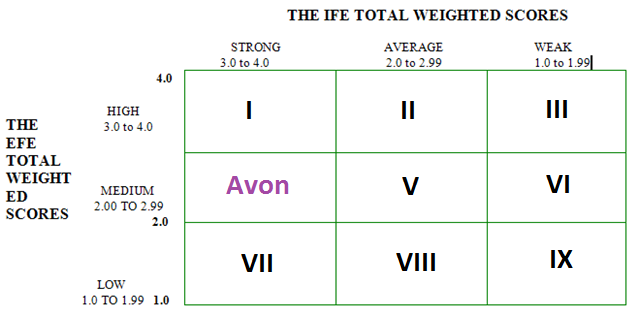 THE IFE TOTAL WEIGHTED SCORES
STRONG AVERAGE WEAK
3.0 to 4.0 2.0 to 2.99 1.0 to 1.99
4.0
HIGH
3.0 to 4.0
I II III
THE
EFE
TOTAL
WEIGHT
ED
SCORES
MEDIUM
2.00 TO 2.99
Avon V VI
2.0
LOW
1.0 TO 1.99 1.0
VII VIII IX